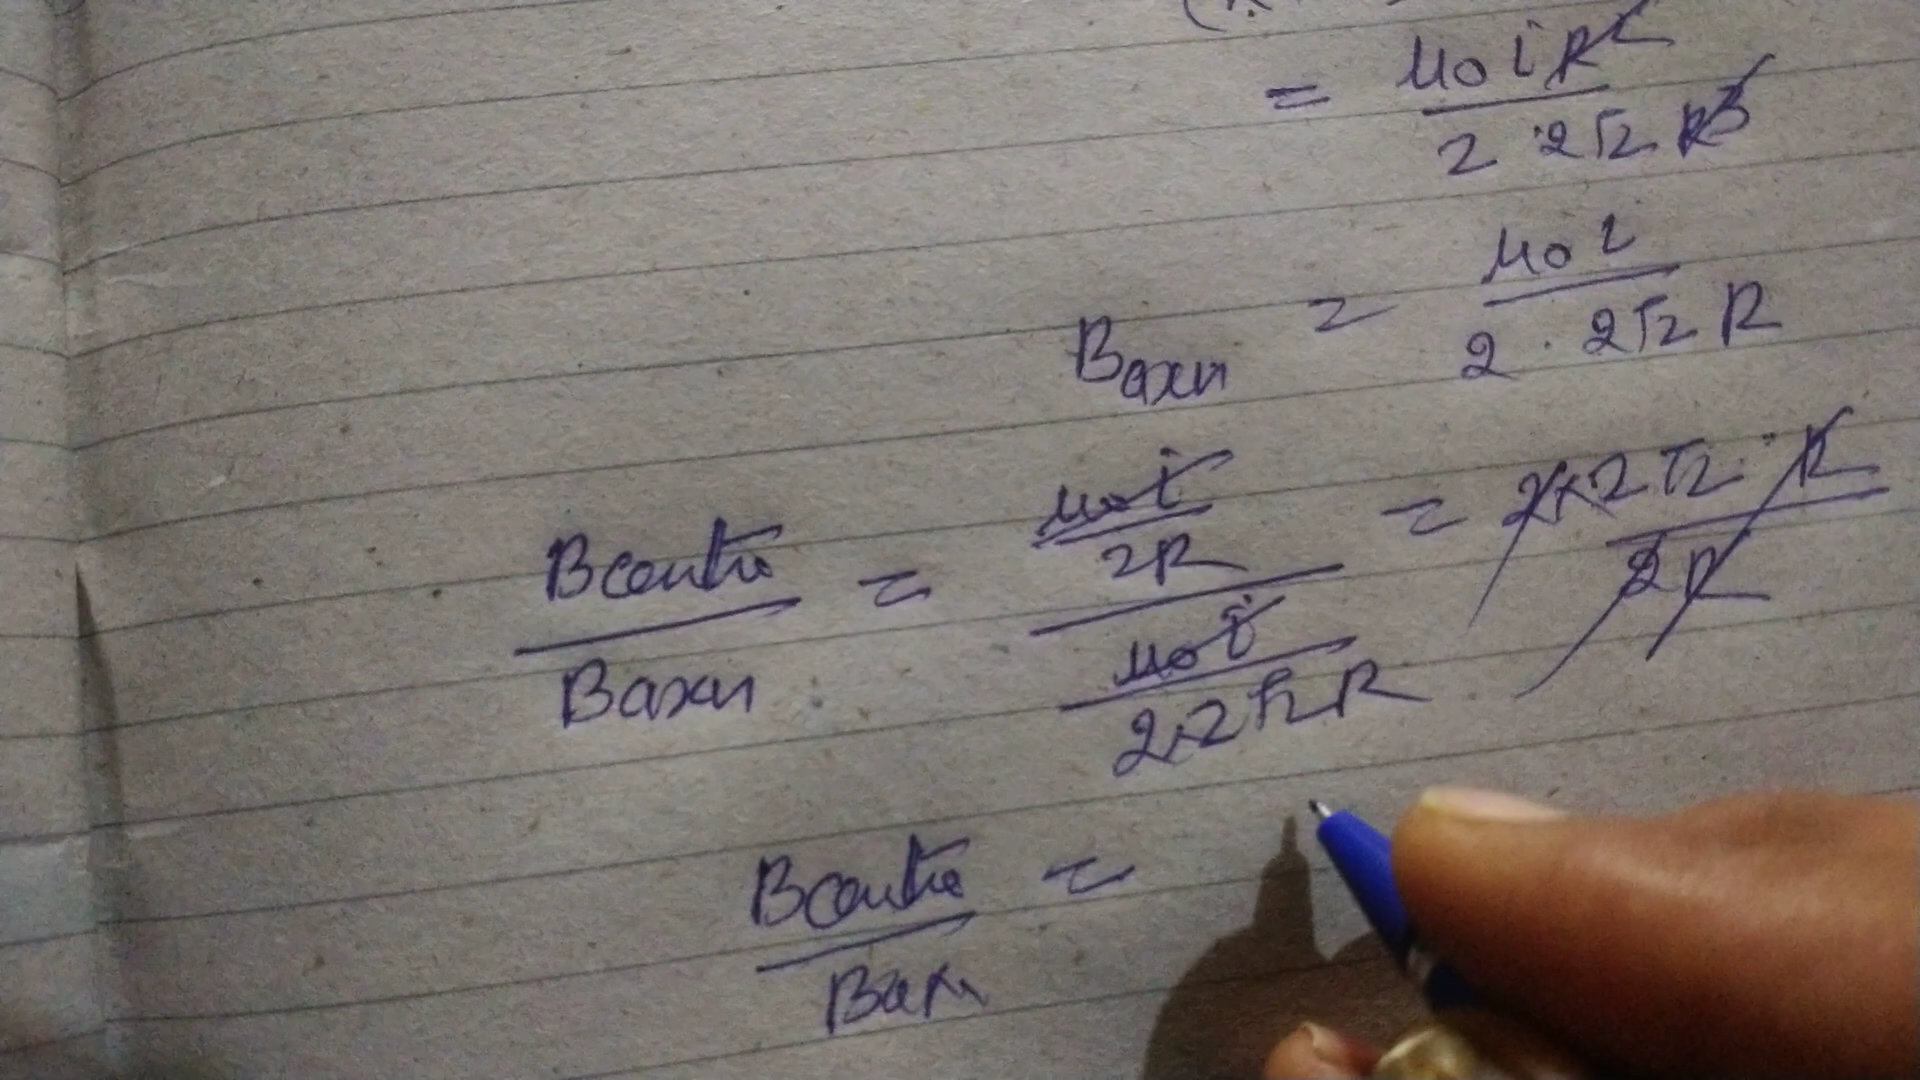 = μ0 i R² / 2 · 2√2 R³
Baxis = μ0 i / 2 · 2√2 R
Bcentre / Baxis = (μ0 i / 2R) / (μ0 i / 2×2√2 R) = 2×2√2 · R / 2R
Bcentre / Baxis =